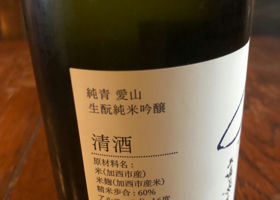 純青 愛山
生酛純米吟醸
清酒
原材料名：
米(加西市産)
米麹(加西市産米)
精米歩合：60%